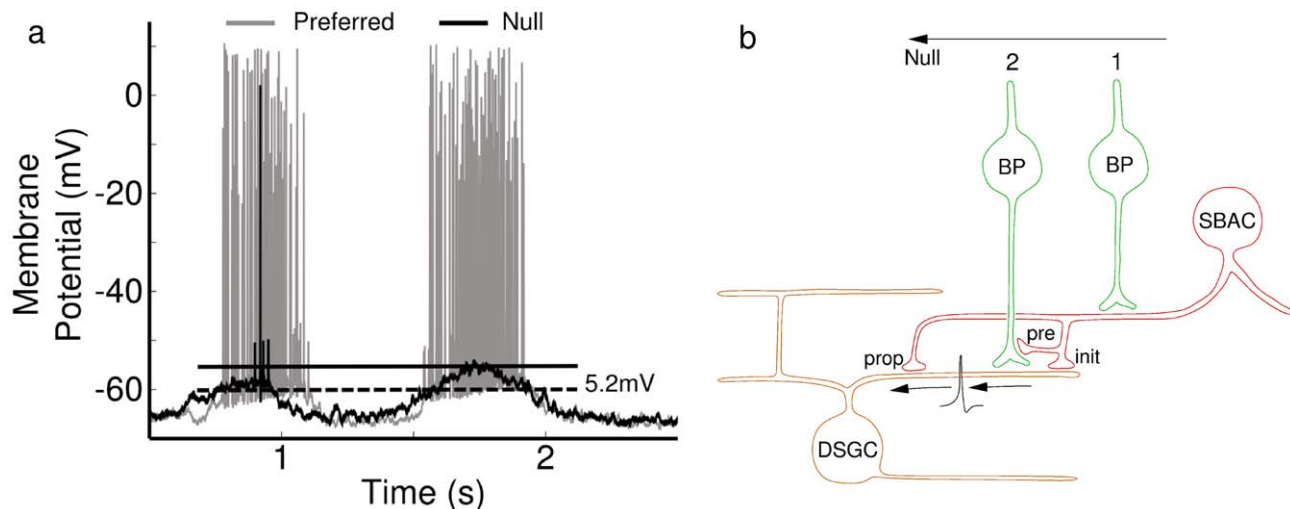 a
Preferred
Null
Membrane
Potential (mV)
0
-20
-40
-60
5.2mV
1
2
Time (s)
b
Null
2
1
BP
BP
SBAC
pre
prop
init
DSGC